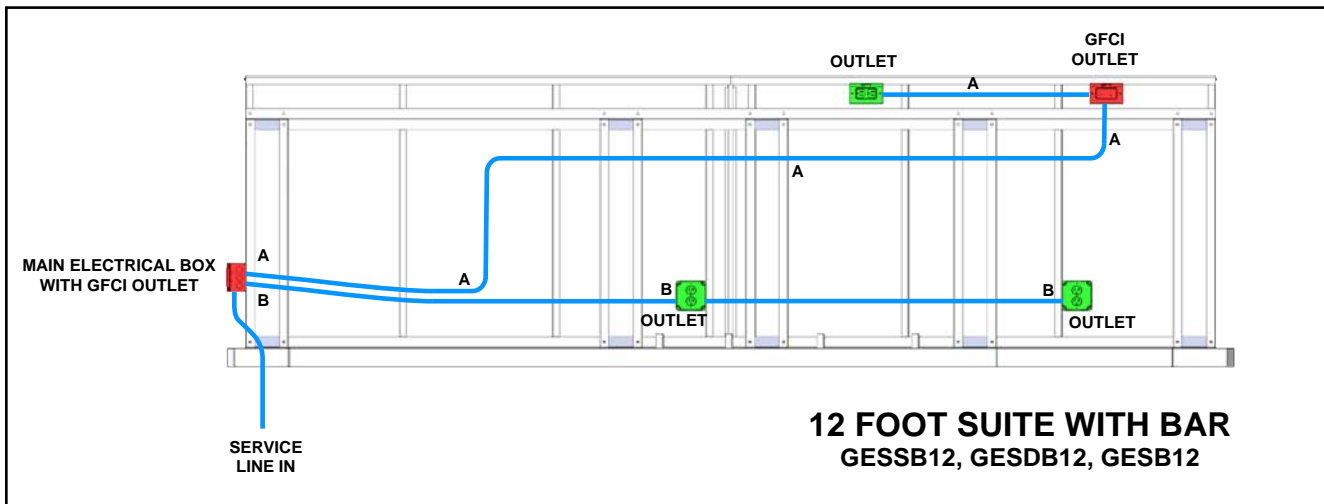 GFCI
OUTLET
OUTLET
A
A
A
MAIN ELECTRICAL BOX
WITH GFCI OUTLET
A
A
B
B
OUTLET
B
OUTLET
SERVICE
LINE IN
12 FOOT SUITE WITH BAR
GESSB12, GESDB12, GESB12